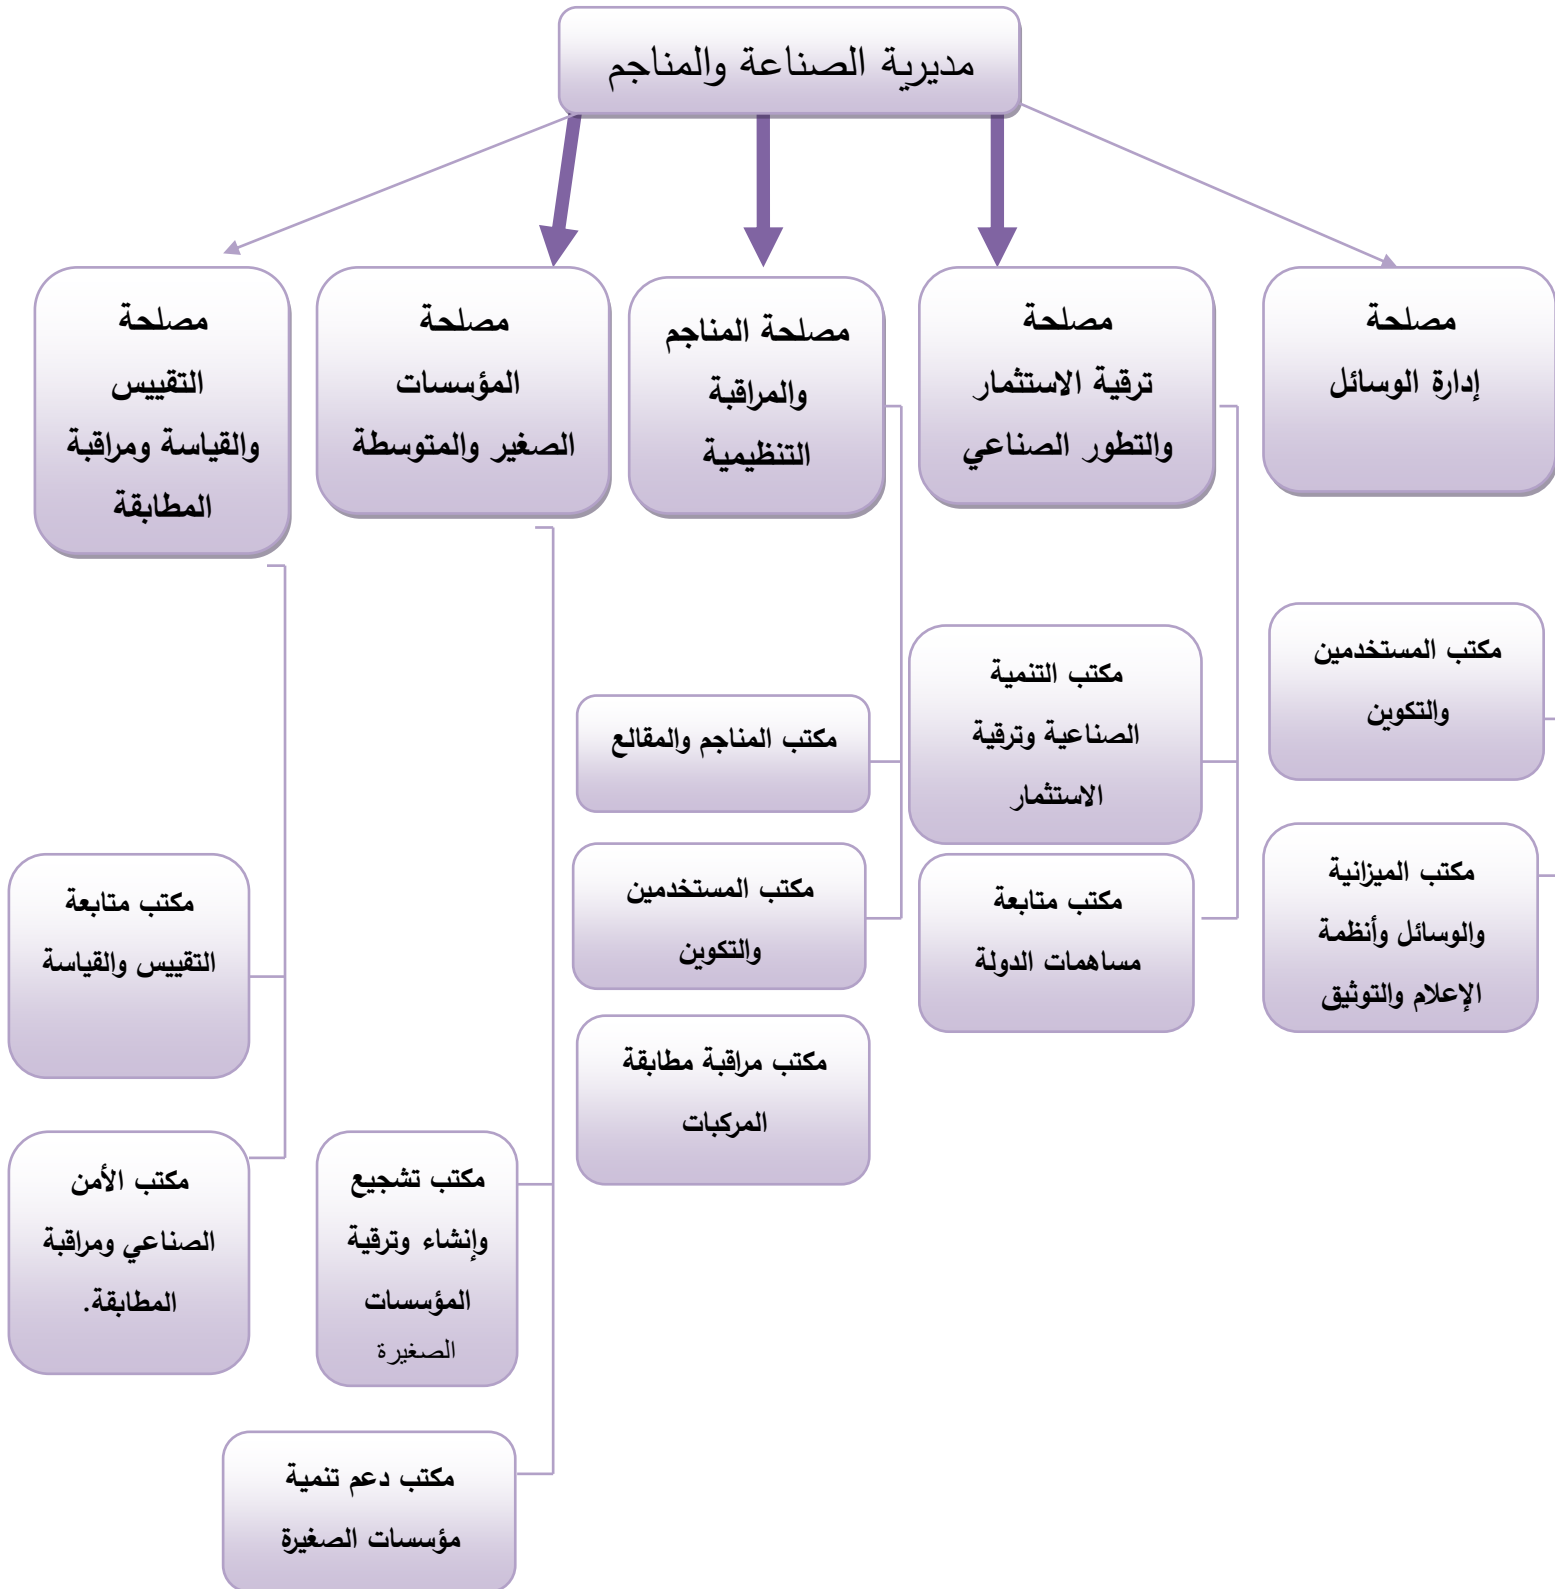 مديرية الصناعة والمناجم
مصلحة
إدارة الوسائل
مصلحة
ترقية الاستثمار
والتطور الصناعي
مصلحة المناجم
والمراقبة
التنظيمية
مصلحة
المؤسسات
الصغير والمتوسطة
مصلحة
التقييس
والقياسة ومراقبة
المطابقة
مكتب المستخدمين
والتكوين
مكتب الميزانية
والوسائل وأنظمة
الإعلام والتوثيق
مكتب التنمية
الصناعية وترقية
الاستثمار
مكتب متابعة
مساهمات الدولة
مكتب المناجم والمقالع
مكتب المستخدمين
والتكوين
مكتب مراقبة مطابقة
المركبات
مكتب تشجيع
وإنشاء وترقية
المؤسسات
الصغيرة
مكتب دعم تنمية
مؤسسات الصغيرة
مكتب متابعة
التقييس والقياسة
مكتب الأمن
الصناعي ومراقبة
المطابقة.